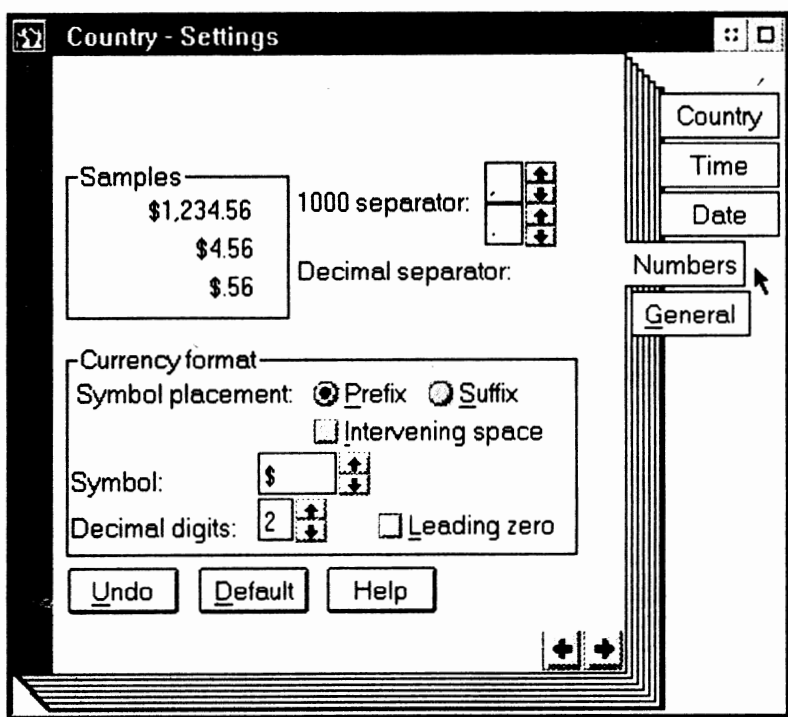 Country - Settings
Country
Time
Date
Numbers
General
Samples
$1,234.56
$4.56
$.56
1000 separator: ,
.
Decimal separator:
Currency format
Symbol placement: Prefix Suffix
Intervening space
Symbol: $
Decimal digits: 2 Leading zero
Undo Default Help